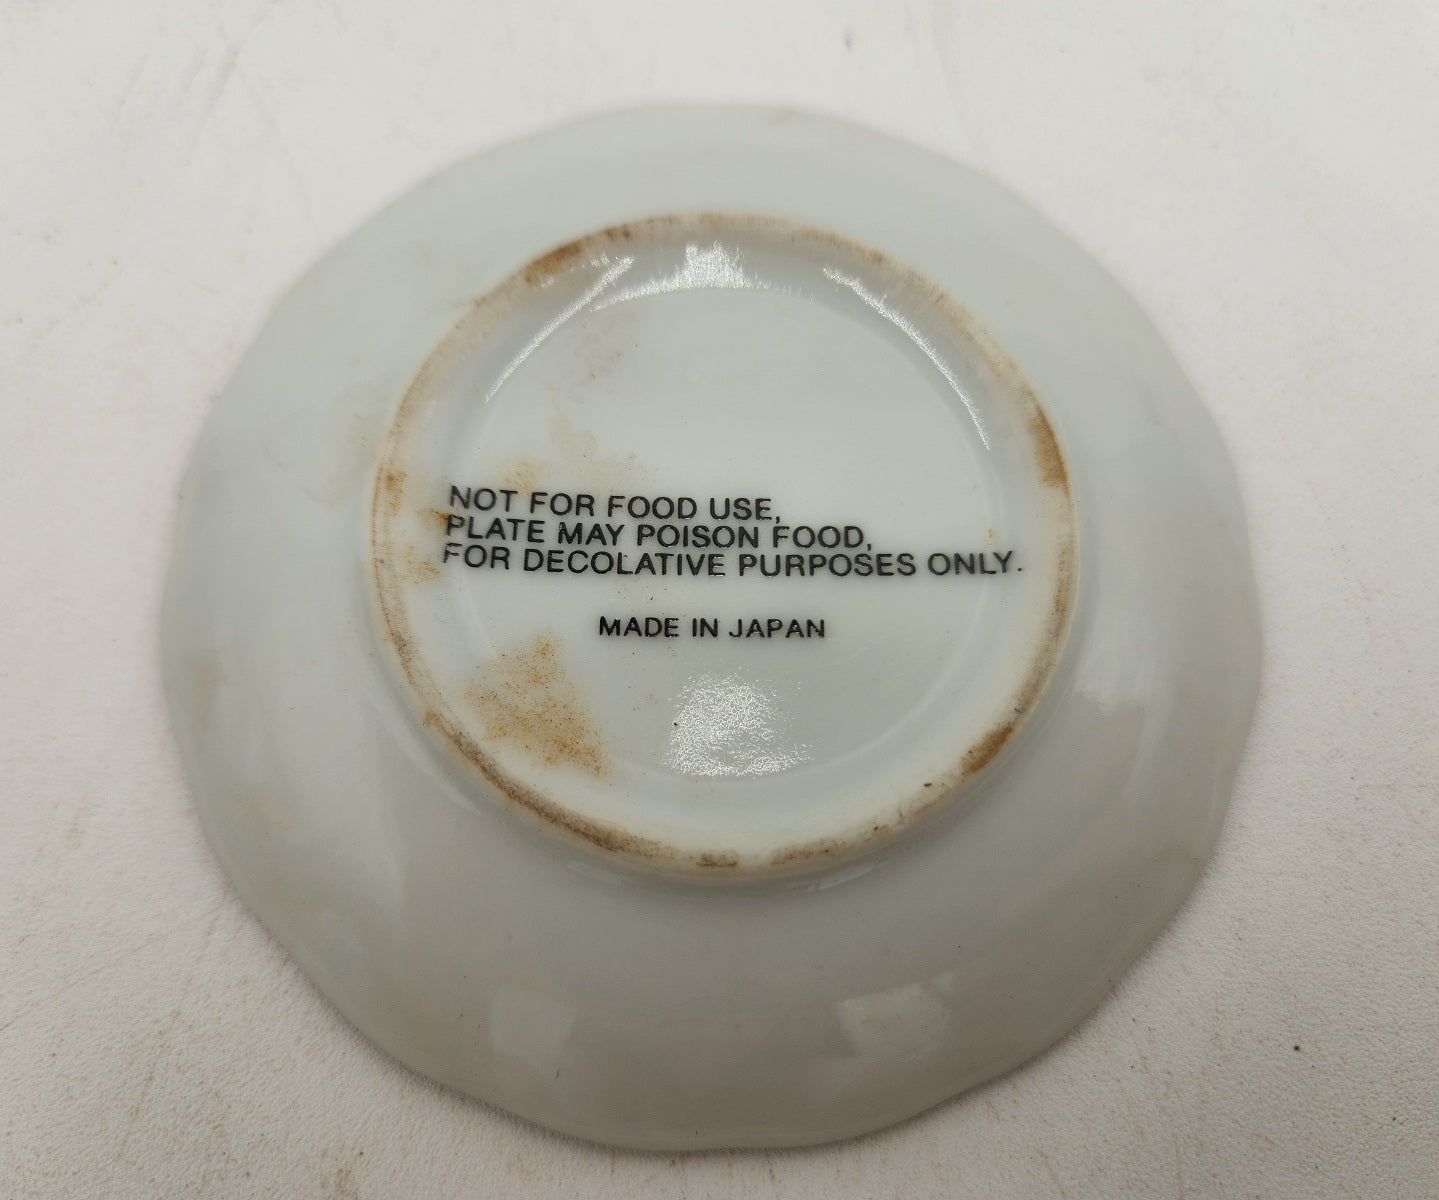 NOT FOR FOOD USE,
PLATE MAY POISON FOOD,
FOR DECOLATIVE PURPOSES ONLY.
MADE IN JAPAN